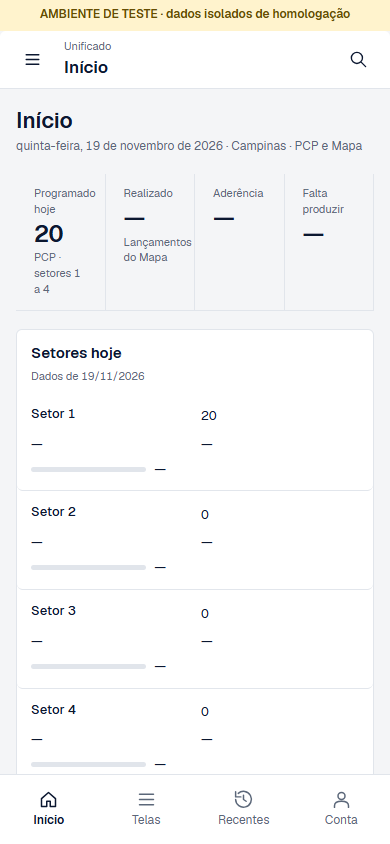 AMBIENTE DE TESTE · dados isolados de homologação
Unificado
Início
Início
quinta-feira, 19 de novembro de 2026 · Campinas · PCP e Mapa
Programado
hoje
20
PCP ·
setores 1
a 4
Realizado
—
Lançamentos
do Mapa
Aderência
—
Falta
produzir
—
Setores hoje
Dados de 19/11/2026
Setor 1 20
— —
—
Setor 2 0
— —
—
Setor 3 0
— —
—
Setor 4 0
— —
—
Início Telas Recentes Conta